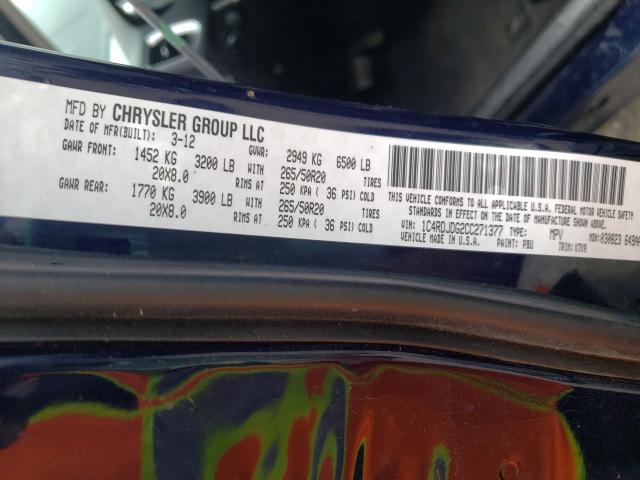 MFD BY CHRYSLER GROUP LLC
DATE OF MFR(BUILT): 3-12 GVWR: 2949 KG 6500 LB
GAWR FRONT: 1452 KG 3200 LB WITH 265/50R20 TIRES
20X8.0 RIMS AT 250 KPA ( 36 PSI) COLD
GAWR REAR: 1770 KG 3900 LB WITH 265/50R20 TIRES
20X8.0 RIMS AT 250 KPA ( 36 PSI) COLD
THIS VEHICLE CONFORMS TO ALL APPLICABLE U.S.A. FEDERAL MOTOR VEHICLE SAFETY
STANDARDS IN EFFECT ON THE DATE OF MANUFACTURE SHOWN ABOVE
VIN: 1C4RDJDG2CC271377 TYPE: MPV MDH: 030823
VEHICLE MADE IN U.S.A. PAINT: PBU TRIM: K7V9